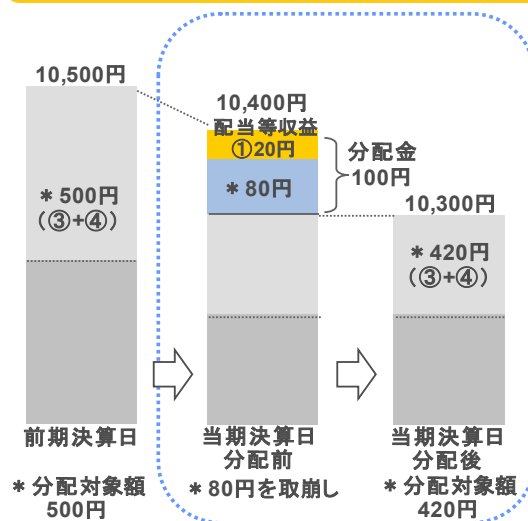 10,500円
＊500円
（③+④）
前期決算日
＊分配対象額
500円
10,400円
配当等収益
①20円
＊80円
分配金
100円
当期決算日
分配前
＊80円を取崩し
10,300円
＊420円
（③+④）
当期決算日
分配後
＊分配対象額
420円